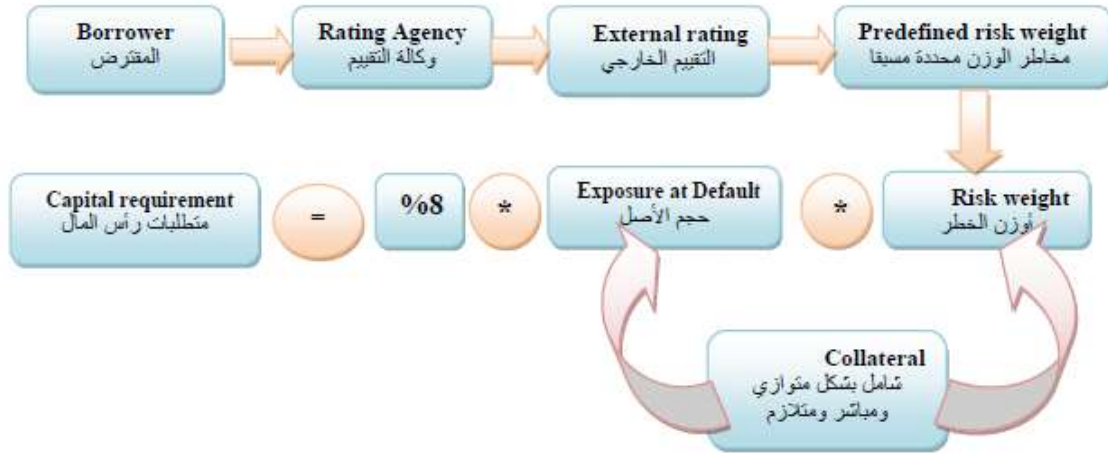 Borrower
المقترض
Rating Agency
وكالة التقييم
External rating
التقييم الخارجي
Predefined risk weight
مخاطر الوزن محددة مسبقا
Capital requirement
متطلبات رأس المال
=
%8
*
Exposure at Default
حجم الأصل
*
Risk weight
أوزن الخطر
Collateral
شامل بشكل متوازي
ومباشر ومتلازم